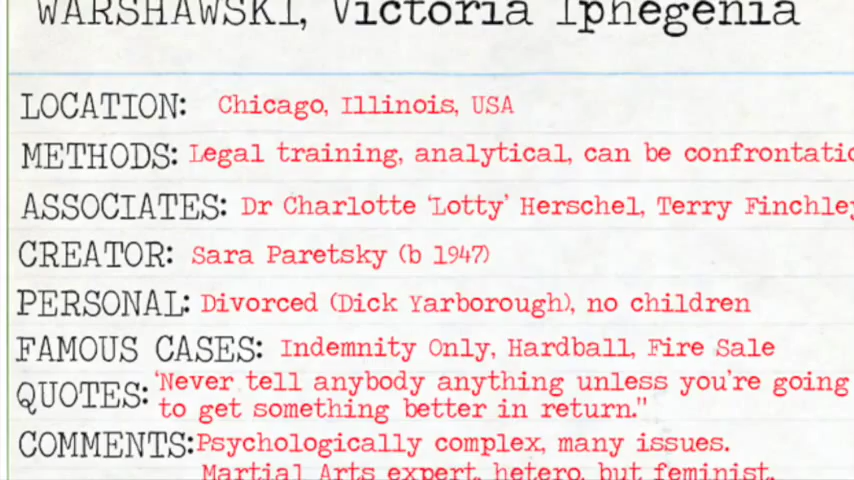 WARSHAWSKI, Victoria Iphegenia
LOCATION: Chicago, Illinois, USA
METHODS: Legal training, analytical, can be confrontatio
ASSOCIATES: Dr Charlotte 'Lotty' Herschel, Terry Finchley
CREATOR: Sara Paretsky (b 1947)
PERSONAL: Divorced (Dick Yarborough), no children
FAMOUS CASES: Indemnity Only, Hardball, Fire Sale
QUOTES: 'Never tell anybody anything unless you're going
to get something better in return."
COMMENTS: Psychologically complex, many issues.
Martial Arts expert, hetero, but feminist.